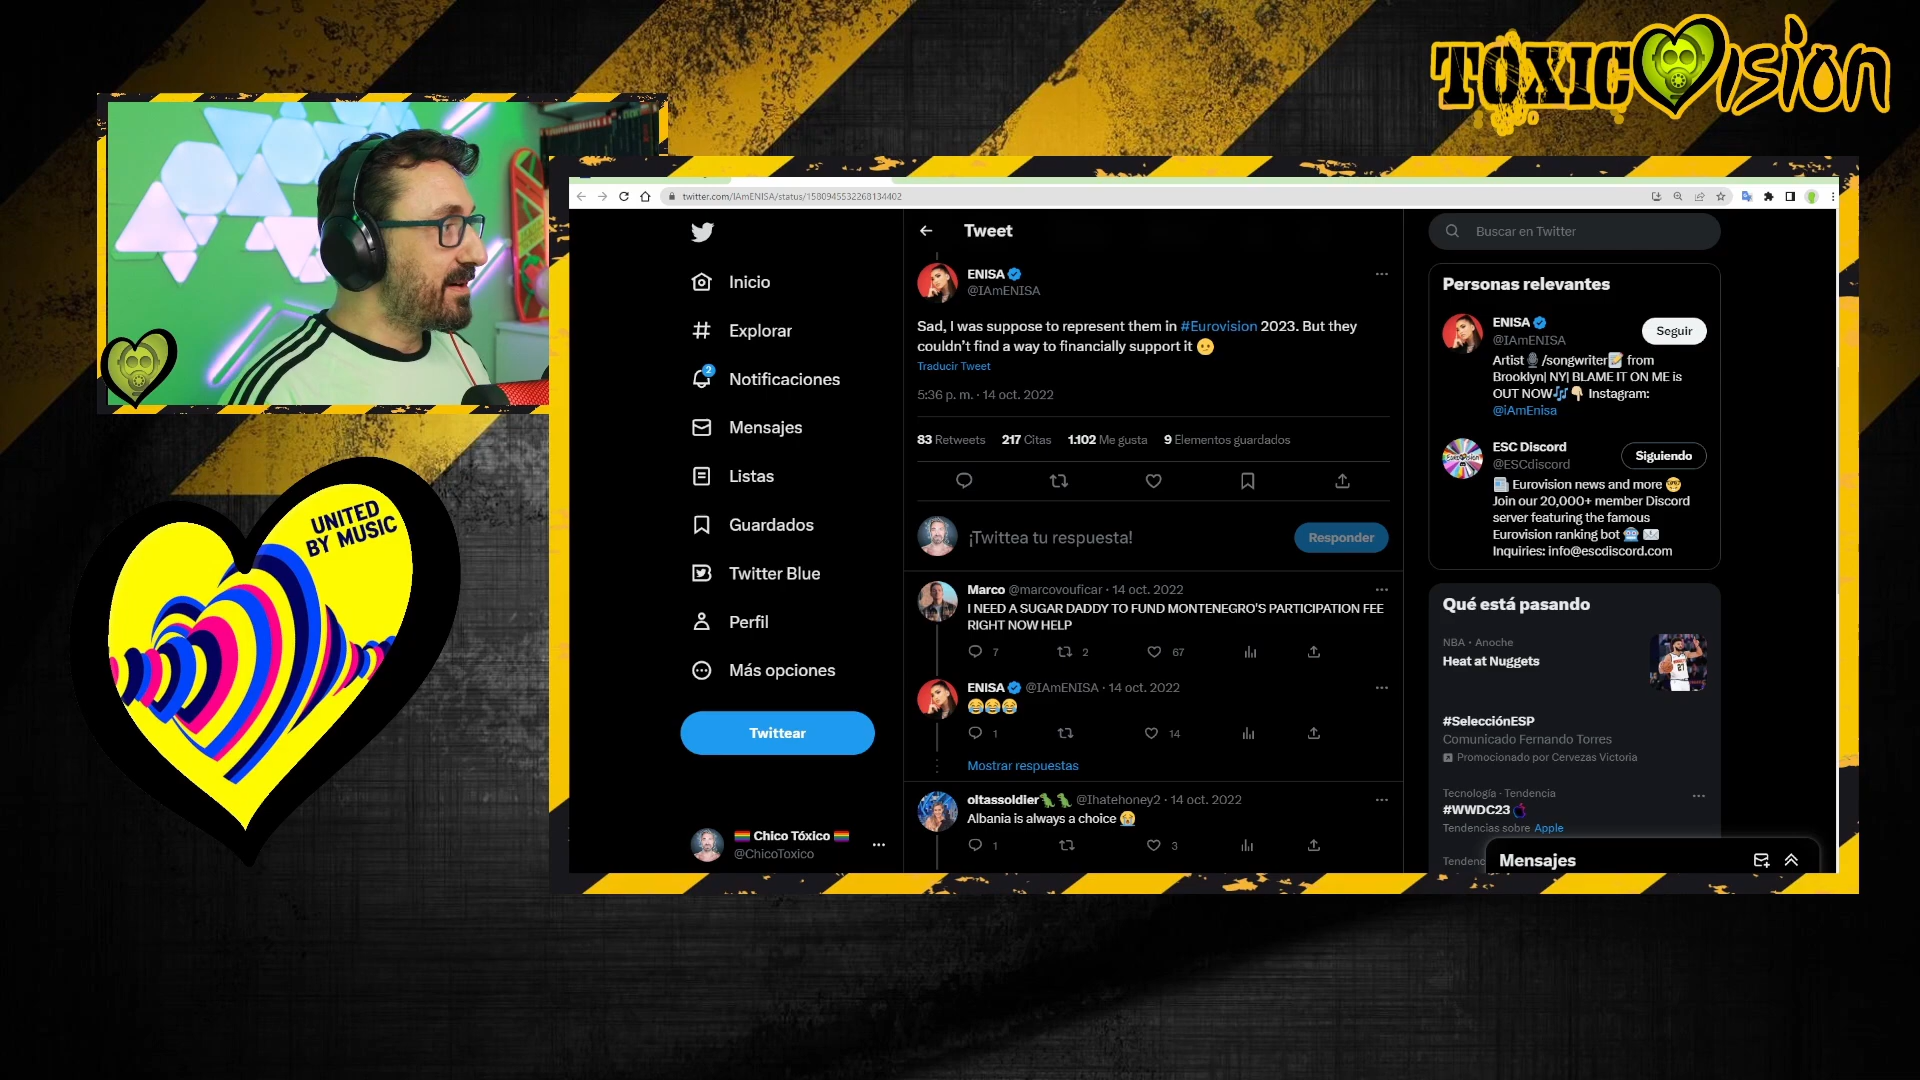 TOXICVision
UNITED
BY MUSIC
twitter.com/IAmENISA/status/1580945532268134402
Inicio
Explorar
2
Notificaciones
Mensajes
Listas
Guardados
Twitter Blue
Perfil
Más opciones
Twittear
🏳️‍🌈 Chico Tóxico 🏳️‍🌈
@ChicoToxico
Tweet
ENISA
@IAmENISA
Sad, I was suppose to represent them in #Eurovision 2023. But they
couldn't find a way to financially support it 🫤
Traducir Tweet
5:36 p. m. · 14 oct. 2022
83 Retweets 217 Citas 1.102 Me gusta 9 Elementos guardados
¡Twittea tu respuesta!
Responder
Marco @marcovouficar · 14 oct. 2022
I NEED A SUGAR DADDY TO FUND MONTENEGRO'S PARTICIPATION FEE
RIGHT NOW HELP
7 2 67
ENISA @IAmENISA · 14 oct. 2022
😂😂😂
1 14
Mostrar respuestas
oltassoldier🦖🦖 @Ihatehoney2 · 14 oct. 2022
Albania is always a choice 😭
1 3
Buscar en Twitter
Personas relevantes
ENISA
@IAmENISA
Seguir
Artist🎙/songwriter📝 from
Brooklyn| NY| BLAME IT ON ME is
OUT NOW🎶👇🏼 Instagram:
@iAmEnisa
ESC Discord
@ESCdiscord
Siguiendo
📰 Eurovision news and more 🤓
Join our 20,000+ member Discord
server featuring the famous
Eurovision ranking bot 🤖 ✉️
Inquiries: info@escdiscord.com
Qué está pasando
NBA · Anoche
Heat at Nuggets
#SelecciónESP
Comunicado Fernando Torres
Promocionado por Cervezas Victoria
Tecnología · Tendencia
#WWDC23
Tendencias sobre Apple
Tendenc
Mensajes